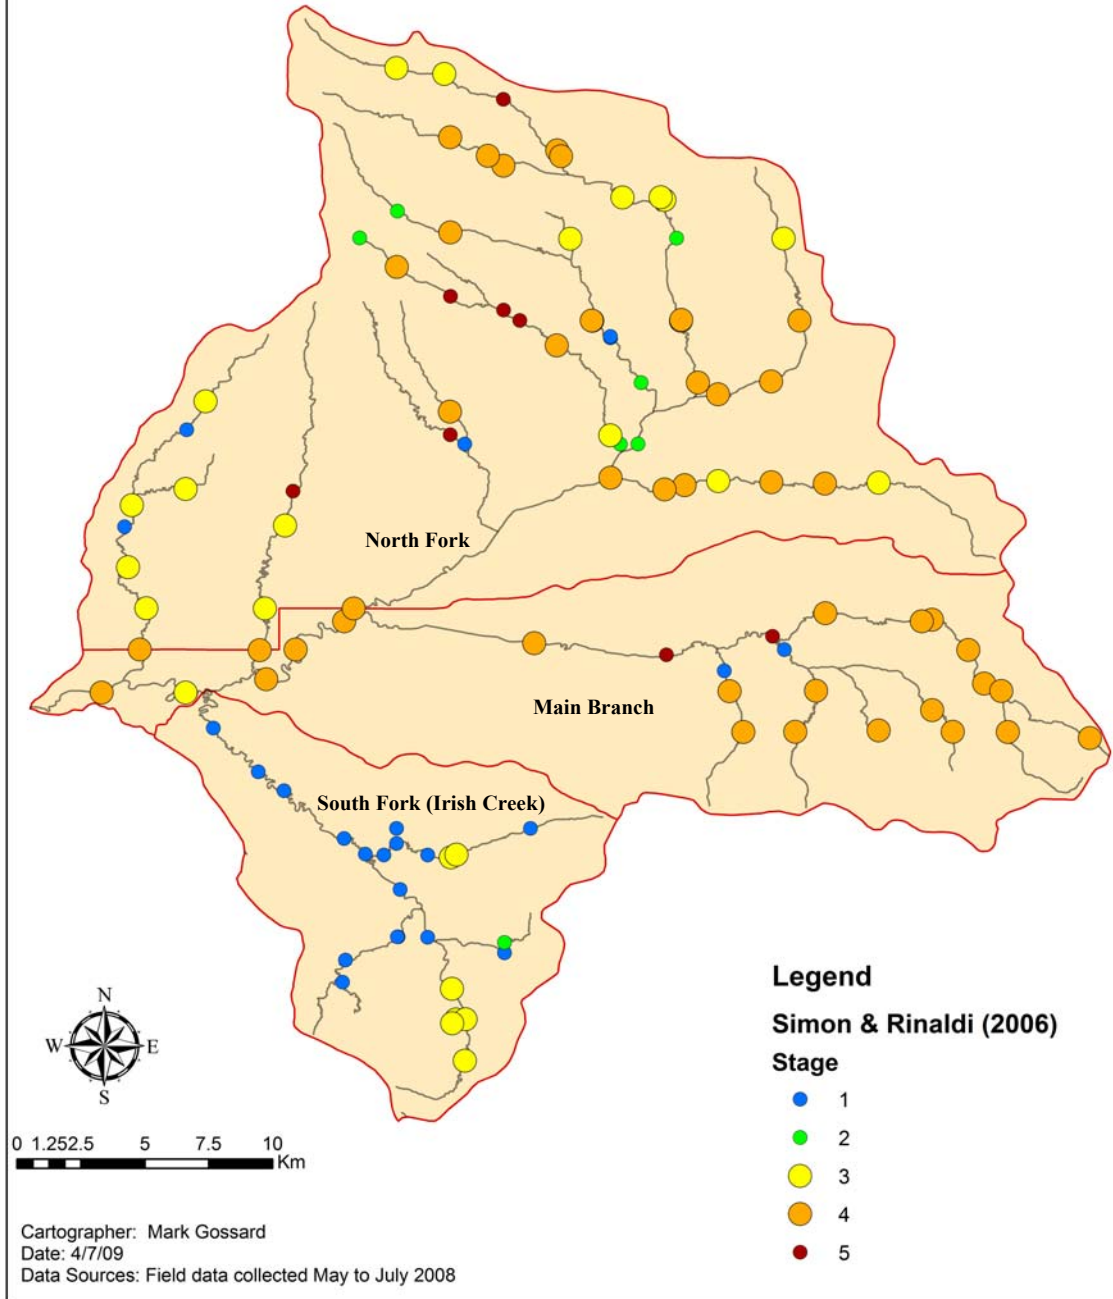 North Fork
Main Branch
South Fork (Irish Creek)
Legend
Simon & Rinaldi (2006)
Stage
1
2
3
4
5
N
W E
S
0 1.252.5 5 7.5 10
Km
Cartographer: Mark Gossard
Date: 4/7/09
Data Sources: Field data collected May to July 2008